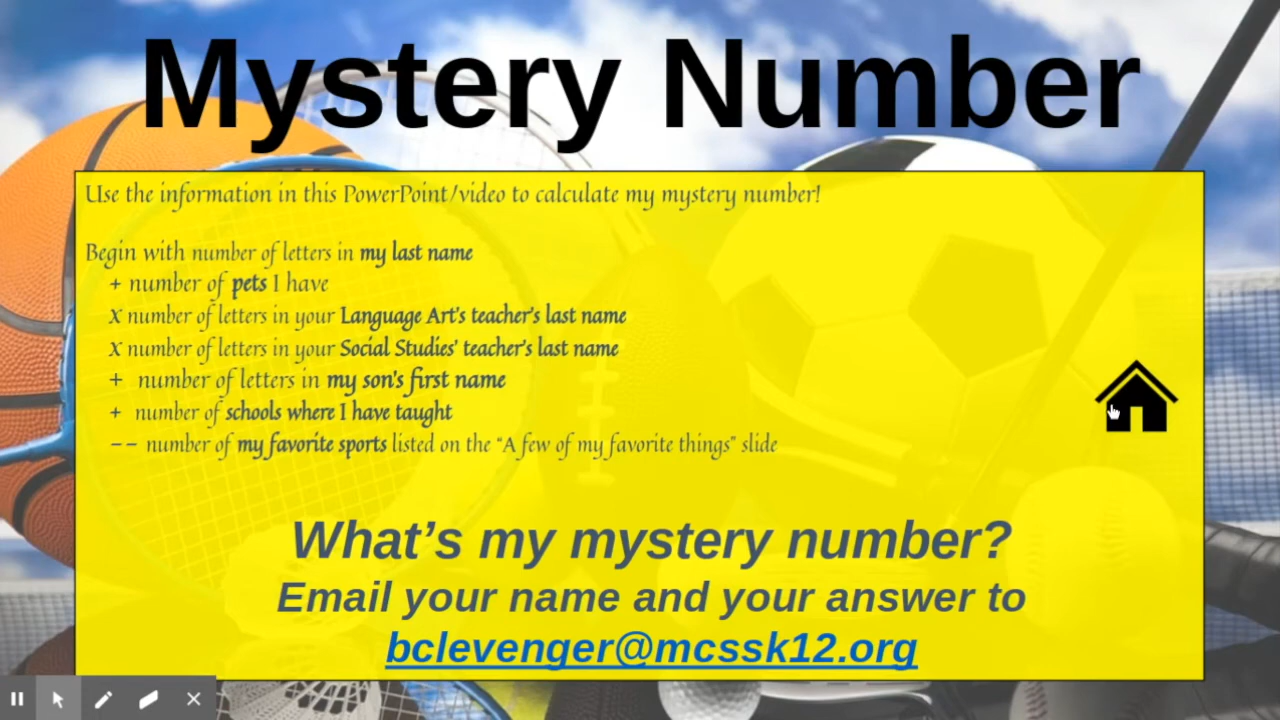 Mystery Number
Use the information in this PowerPoint/video to calculate my mystery number!
Begin with number of letters in my last name
+ number of pets I have
X number of letters in your Language Art's teacher's last name
X number of letters in your Social Studies' teacher's last name
+ number of letters in my son's first name
+ number of schools where I have taught
-- number of my favorite sports listed on the “A few of my favorite things” slide
What’s my mystery number?
Email your name and your answer to
bclevenger@mcssk12.org